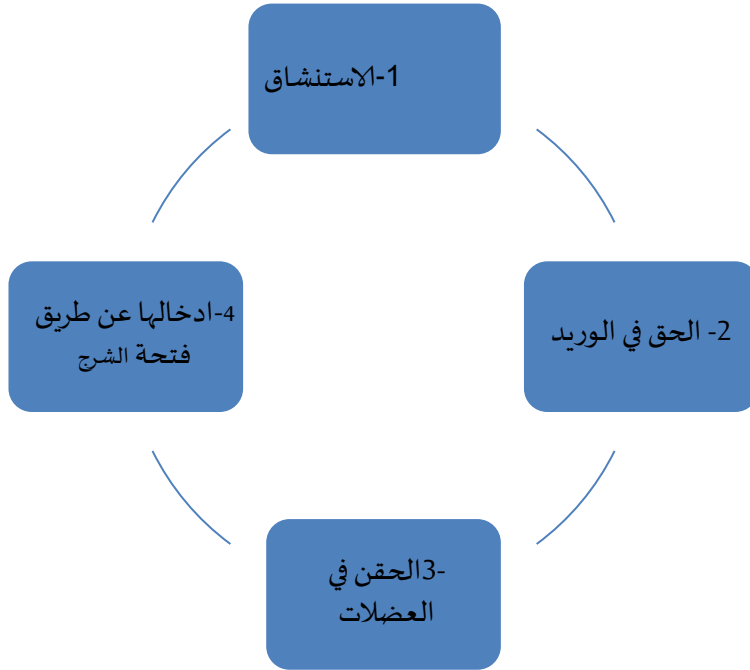 1-الاستنشاق
2- الحق في الوريد
3-الحقن في
العضلات
4-ادخالها عن طريق
فتحة الشرج